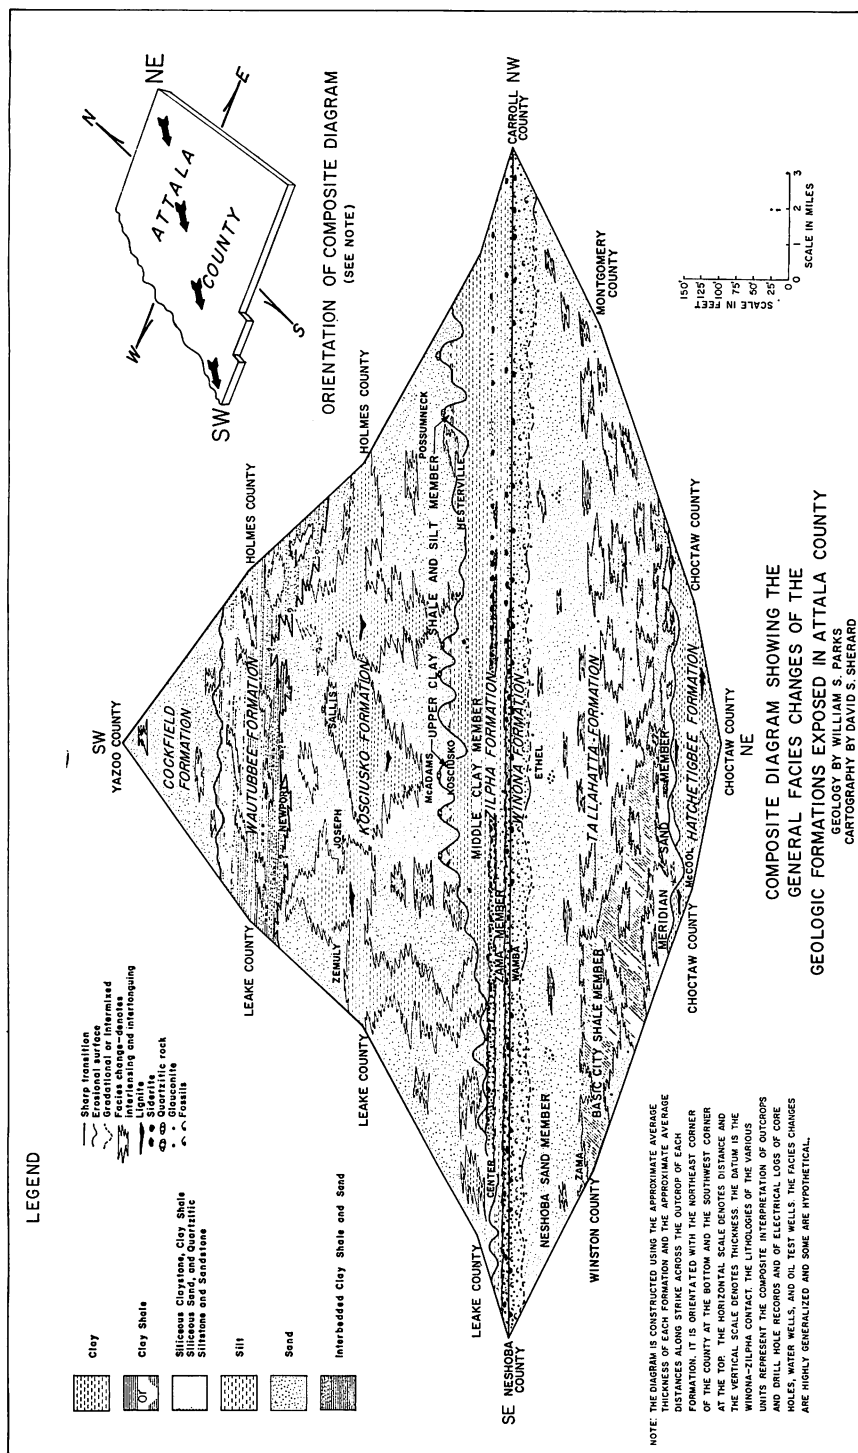 LEGEND
Clay
Clay Shale
or
Siliceous Claystone, Clay Shale
Siliceous Sand, and Quartzitic
Siltstone and Sandstone
Silt
Sand
Interbedded Clay Shale and Sand
Sharp transition
Erosional surface
Gradational or intermixed
Facies change-denotes
interlensing and intertonguing
Lignite
Siderite
Quartzitic rock
Glauconite
Fossils
N
NE
E
S
SW
W
ATTALA
COUNTY
ORIENTATION OF COMPOSITE DIAGRAM
(SEE NOTE)
SW
YAZOO COUNTY
COCKFIELD
FORMATION
LEAKE COUNTY
HOLMES COUNTY
WAUTUBBEE FORMATION
NEWPORT
ZEMULY
JOSEPH
SALLIS
LEAKE COUNTY
KOSCIUSKO FORMATION
HOLMES COUNTY
McADAMS
UPPER CLAY SHALE AND SILT MEMBER
POSSUMNECK
KOSCIUSKO
HESTERVILLE
LEAKE COUNTY
MIDDLE CLAY MEMBER
CENTER
ZAMA MEMBER
ZILPHA FORMATION
SE NESHOBA
COUNTY
CARROLL NW
COUNTY
WAMBA
WINONA FORMATION
ETHEL
NESHOBA SAND MEMBER
ZAMA
WINSTON COUNTY
BASIC CITY SHALE MEMBER
TALLAHATTA FORMATION
MONTGOMERY
COUNTY
MERIDIAN SAND MEMBER
McCOOL
HATCHETIGBEE FORMATION
CHOCTAW COUNTY
CHOCTAW COUNTY
CHOCTAW COUNTY
NE
150'
125'
100'
75'
50'
25'
0
SCALE IN FEET
0 1 2 3
SCALE IN MILES
NOTE: THE DIAGRAM IS CONSTRUCTED USING THE APPROXIMATE AVERAGE
THICKNESS OF EACH FORMATION AND THE APPROXIMATE AVERAGE
DISTANCES ALONG STRIKE ACROSS THE OUTCROP OF EACH
FORMATION. IT IS ORIENTATED WITH THE NORTHEAST CORNER
OF THE COUNTY AT THE BOTTOM AND THE SOUTHWEST CORNER
AT THE TOP. THE HORIZONTAL SCALE DENOTES DISTANCE AND
THE VERTICAL SCALE DENOTES THICKNESS. THE DATUM IS THE
WINONA-ZILPHA CONTACT. THE LITHOLOGIES OF THE VARIOUS
UNITS REPRESENT THE COMPOSITE INTERPRETATION OF OUTCROPS
AND DRILL HOLE RECORDS AND OF ELECTRICAL LOGS OF CORE
HOLES, WATER WELLS, AND OIL TEST WELLS. THE FACIES CHANGES
ARE HIGHLY GENERALIZED AND SOME ARE HYPOTHETICAL.
COMPOSITE DIAGRAM SHOWING THE
GENERAL FACIES CHANGES OF THE
GEOLOGIC FORMATIONS EXPOSED IN ATTALA COUNTY
GEOLOGY BY WILLIAM S. PARKS
CARTOGRAPHY BY DAVID S. SHERARD